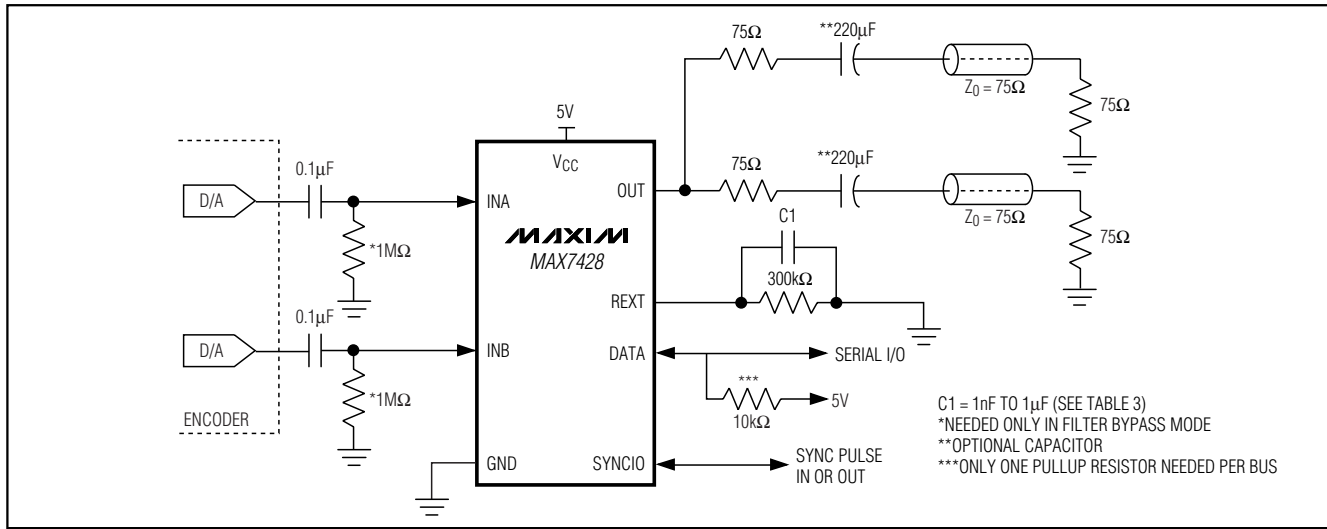 75Ω
**220μF
Z0 = 75Ω
75Ω
5V
VCC
75Ω
**220μF
OUT
Z0 = 75Ω
75Ω
0.1μF
D/A
INA
*1MΩ
MAXIM
MAX7428
C1
300kΩ
REXT
0.1μF
D/A
INB
*1MΩ
ENCODER
DATA
SERIAL I/O
***
10kΩ
5V
GND
SYNCIO
SYNC PULSE
IN OR OUT
C1 = 1nF TO 1μF (SEE TABLE 3)
*NEEDED ONLY IN FILTER BYPASS MODE
**OPTIONAL CAPACITOR
***ONLY ONE PULLUP RESISTOR NEEDED PER BUS